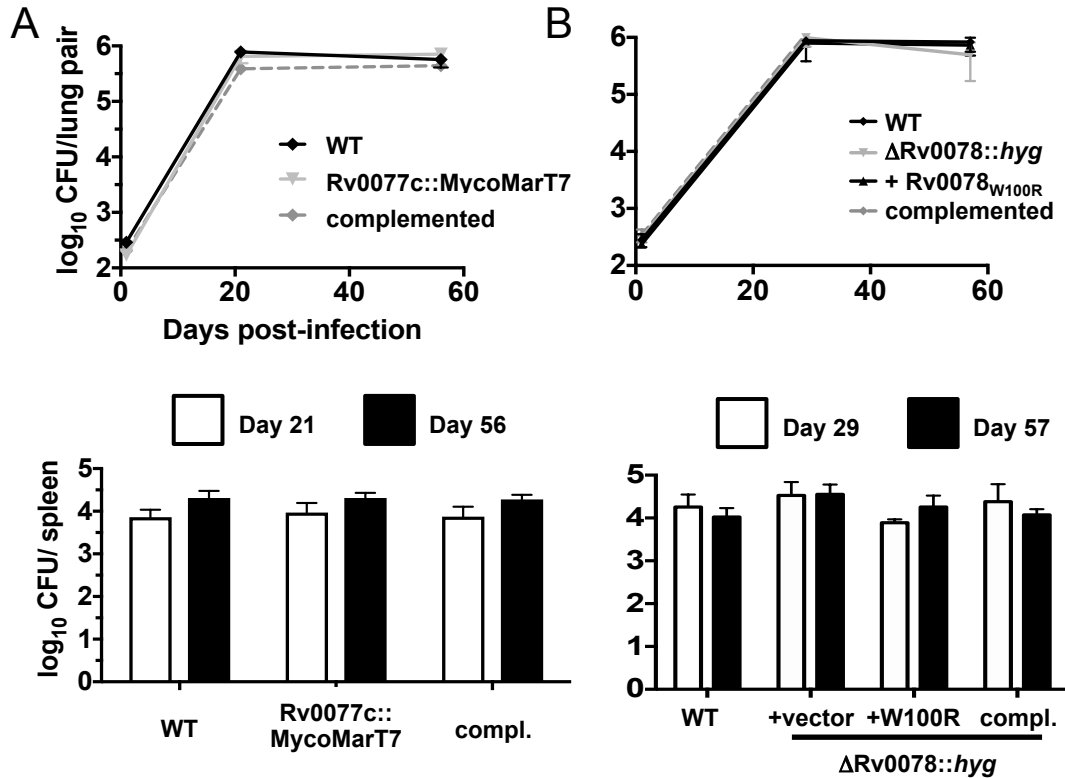 A
log10 CFU/lung pair
6
5
4
3
2
0
20
40
60
Days post-infection
WT
Rv0077c::MycoMarT7
complemented
B
6
5
4
3
2
0
20
40
60
WT
ΔRv0078::hyg
+ Rv0078W100R
complemented
Day 21
Day 56
log10 CFU/ spleen
5
4
3
2
1
0
WT
Rv0077c::
MycoMarT7
compl.
Day 29
Day 57
5
4
3
2
1
0
WT
+vector
+W100R
compl.
ΔRv0078::hyg